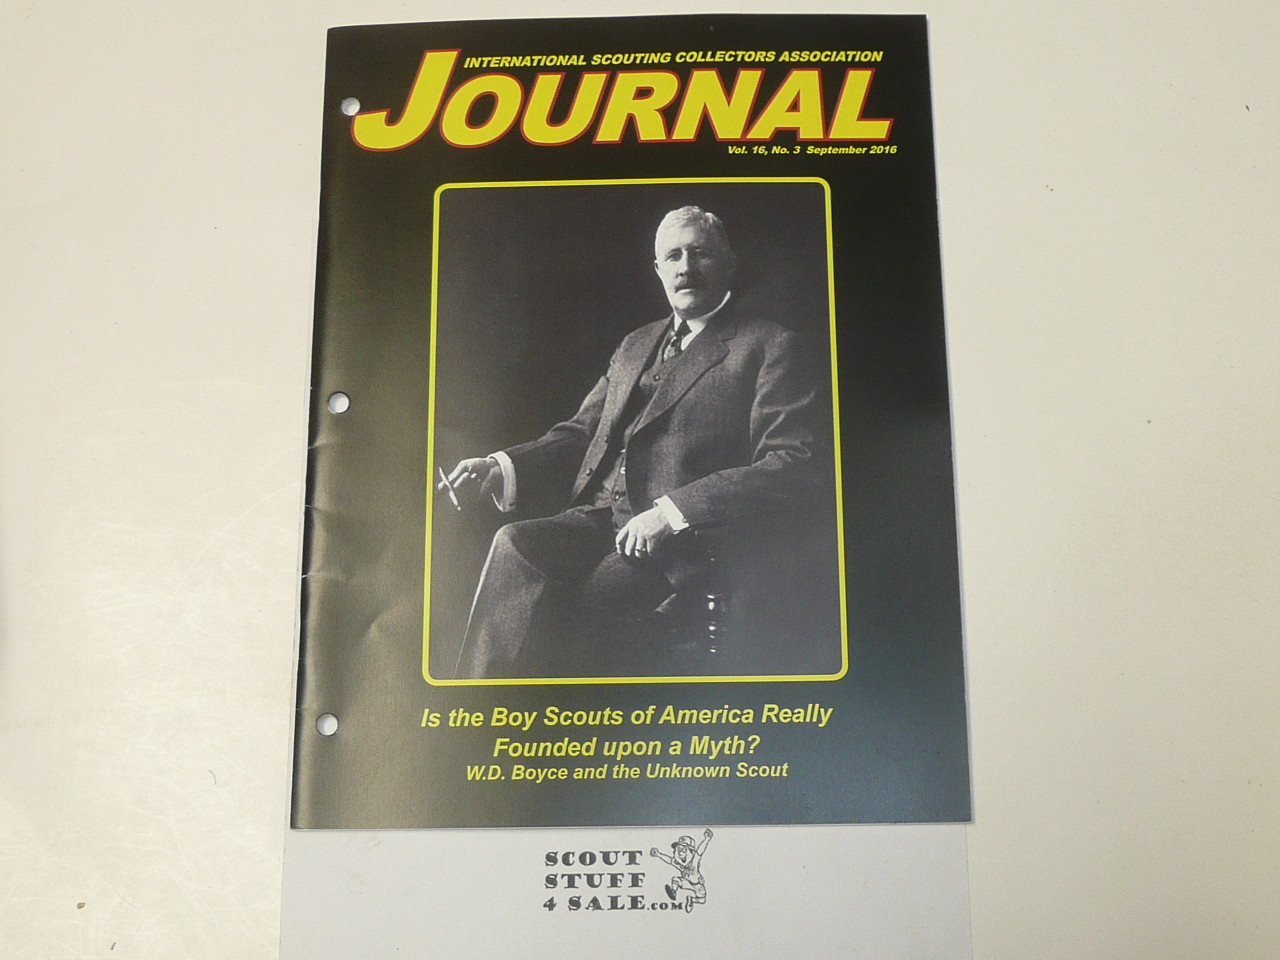 INTERNATIONAL SCOUTING COLLECTORS ASSOCIATION
JOURNAL
Vol. 16, No. 3 September 2016
Is the Boy Scouts of America Really
Founded upon a Myth?
W.D. Boyce and the Unknown Scout
SCOUT
STUFF
4 SALE.COM